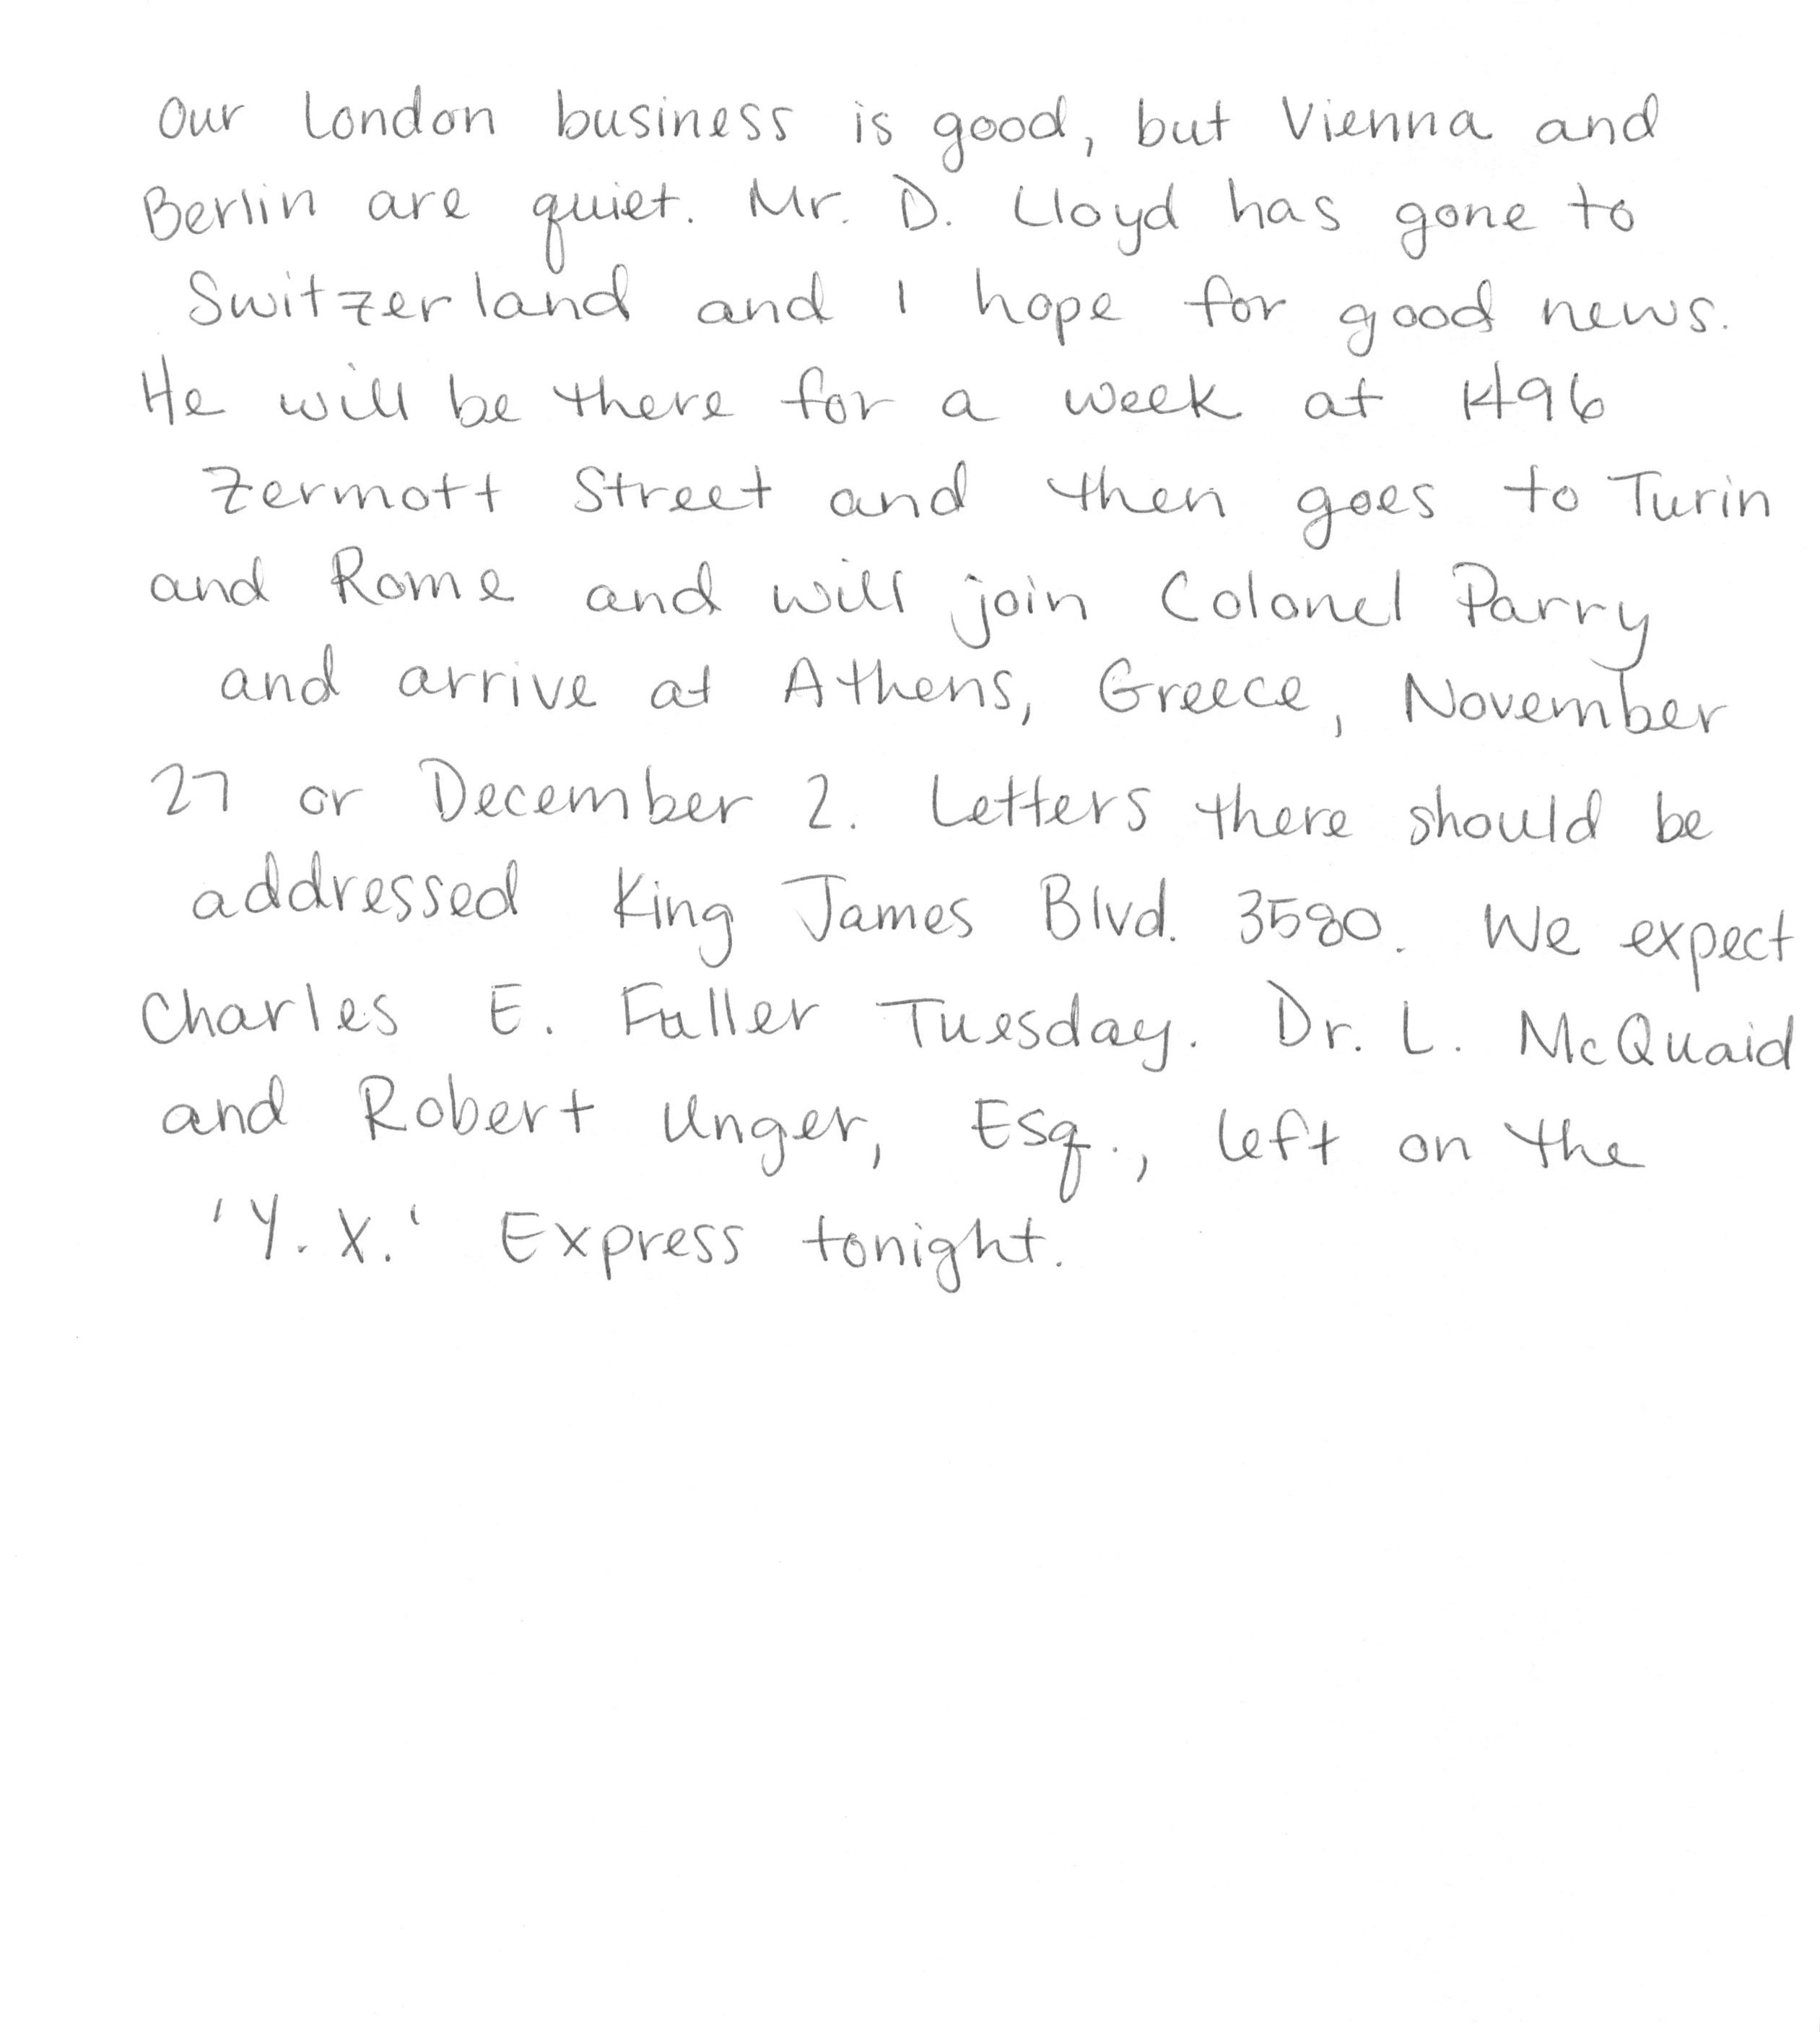 Our London business is good, but Vienna and
Berlin are quiet. Mr. D. Lloyd has gone to
Switzerland and I hope for good news.
He will be there for a week at 1496
Zermott Street and then goes to Turin
and Rome and will join Colonel Parry
and arrive at Athens, Greece, November
27 or December 2. Letters there should be
addressed King James Blvd. 3580. We expect
Charles E. Fuller Tuesday. Dr. L. McQuaid
and Robert Unger, Esq., left on the
'Y. X.' Express tonight.